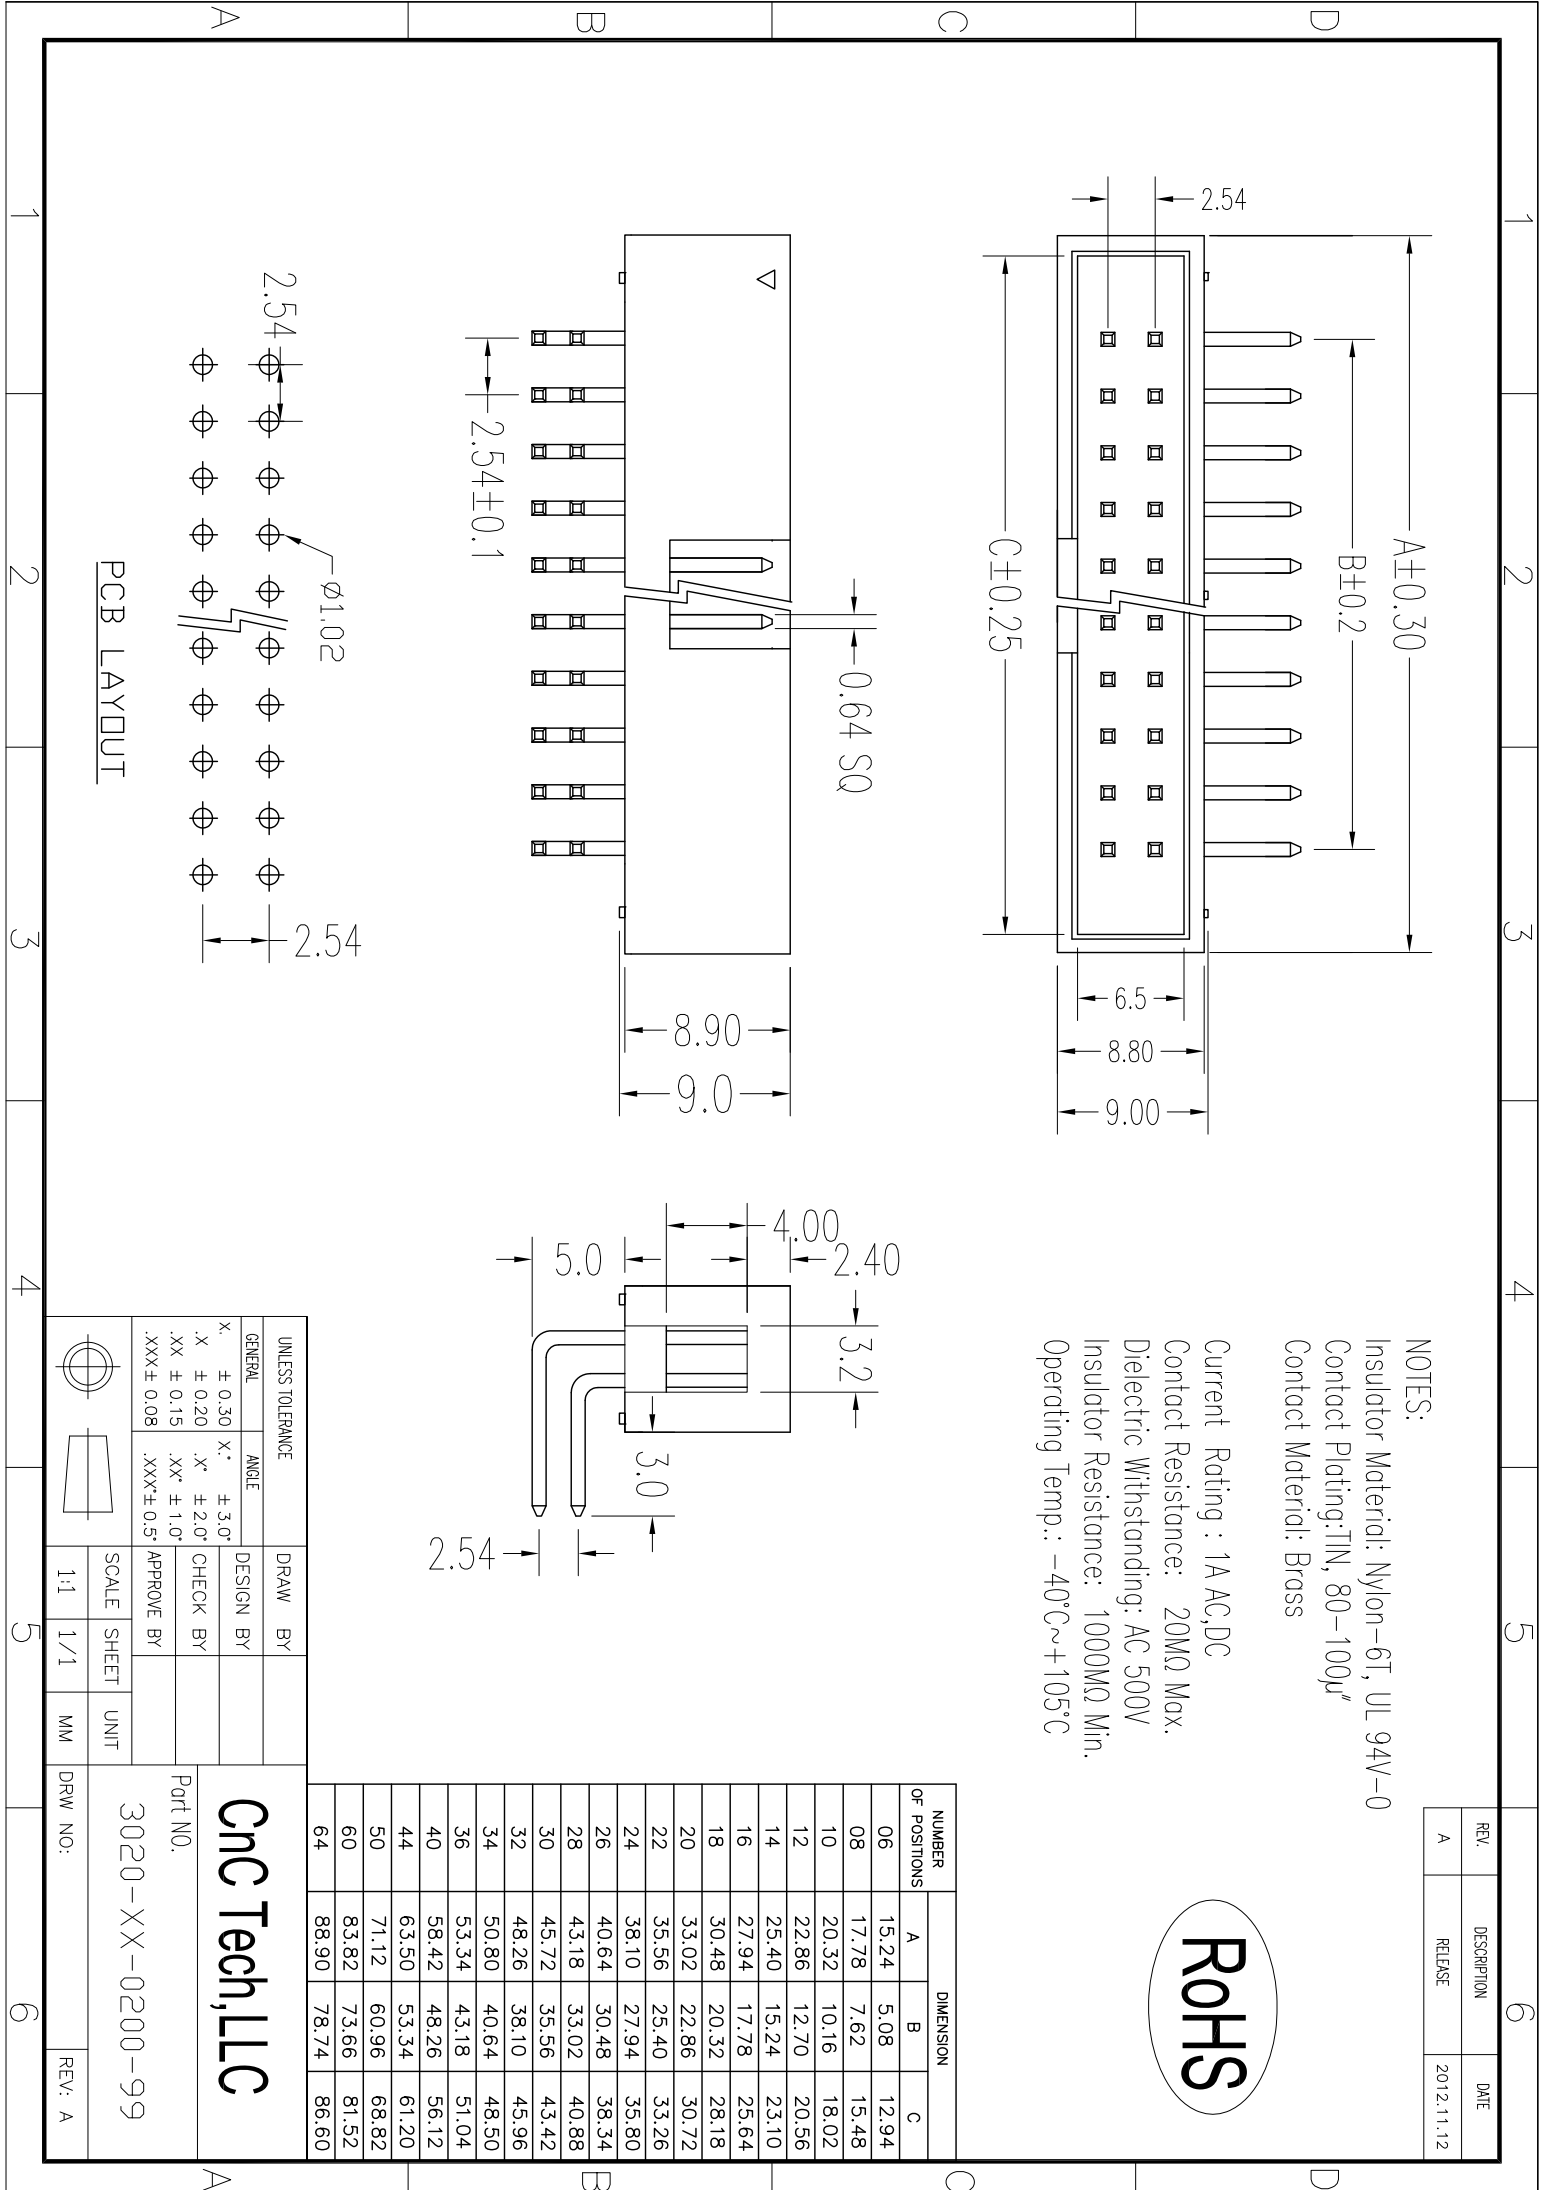 1
2
3
4
5
6
D
C
B
A
REV.
DESCRIPTION
DATE
A
RELEASE
2012.11.12
NOTES:
Insulator Material: Nylon-6T, UL 94V-0
Contact Plating:TIN, 80-100µ"
Contact Material: Brass
Current Rating : 1A AC,DC
Contact Resistance: 20MΩ Max.
Dielectric Withstanding: AC 500V
Insulator Resistance: 1000MΩ Min.
Operating Temp.: -40°C~+105°C
RoHS
A±0.30
B±0.2
2.54
C±0.25
6.5
8.80
9.00
0.64 SQ
2.54±0.1
8.90
9.0
4.00
2.40
5.0
3.2
3.0
2.54
2.54
Ø1.02
2.54
PCB LAYOUT
NUMBER OF POSITIONS
DIMENSION
A B C
06 15.24 5.08 12.94
08 17.78 7.62 15.48
10 20.32 10.16 18.02
12 22.86 12.70 20.56
14 25.40 15.24 23.10
16 27.94 17.78 25.64
18 30.48 20.32 28.18
20 33.02 22.86 30.72
22 35.56 25.40 33.26
24 38.10 27.94 35.80
26 40.64 30.48 38.34
28 43.18 33.02 40.88
30 45.72 35.56 43.42
32 48.26 38.10 45.96
34 50.80 40.64 48.50
36 53.34 43.18 51.04
40 58.42 48.26 56.12
44 63.50 53.34 61.20
50 71.12 60.96 68.82
60 83.82 73.66 81.52
64 88.90 78.74 86.60
UNLESS TOLERANCE
GENERAL
ANGLE
X. ± 0.30 X.° ± 3.0°
.X ± 0.20 .X° ± 2.0°
.XX ± 0.15 .XX° ± 1.0°
.XXX ± 0.08 .XXX° ± 0.5°
DRAW BY
DESIGN BY
CHECK BY
APPROVE BY
SCALE SHEET UNIT
1:1 1/1 MM
CnC Tech,LLC
Part NO.
3020-XX-0200-99
DRW NO:
REV: A
1
2
3
4
5
6
D
C
B
A